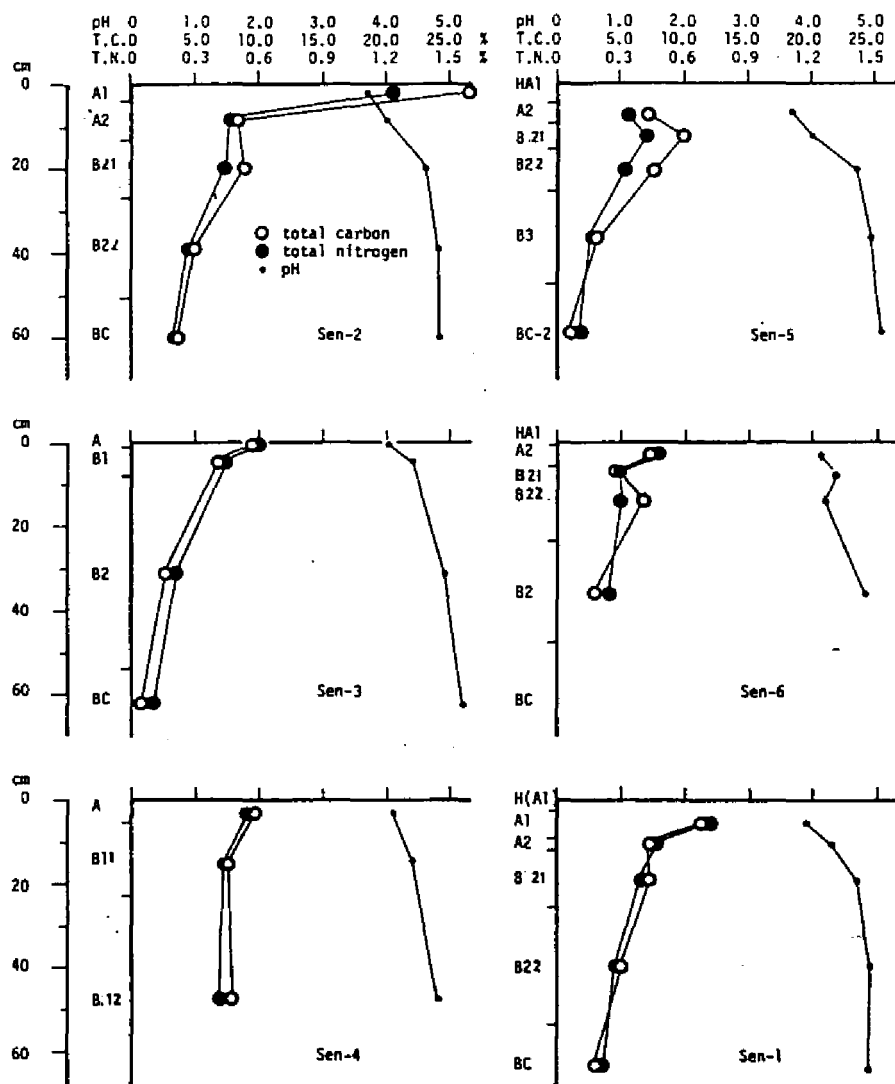 pH 0 1.0 2.0 3.0 4.0 5.0
T.C.0 5.0 10.0 15.0 20.0 25.0 %
T.N.0 0.3 0.6 0.9 1.2 1.5 %
cm
0
20
40
60
A1
A2
B21
B22
BC
total carbon
total nitrogen
pH
Sen-2
pH 0 1.0 2.0 3.0 4.0 5.0
T.C.0 5.0 10.0 15.0 20.0 25.0 %
T.N.0 0.3 0.6 0.9 1.2 1.5 %
HA1
A2
B.21
B22
B3
BC-2
Sen-5
cm
0
20
40
60
A
B1
B2
BC
Sen-3
HA1
A2
B21
B22
B2
BC
Sen-6
cm
0
20
40
60
A
B11
B.12
Sen-4
H(A1
A1
A2
B 21
B22
BC
Sen-1